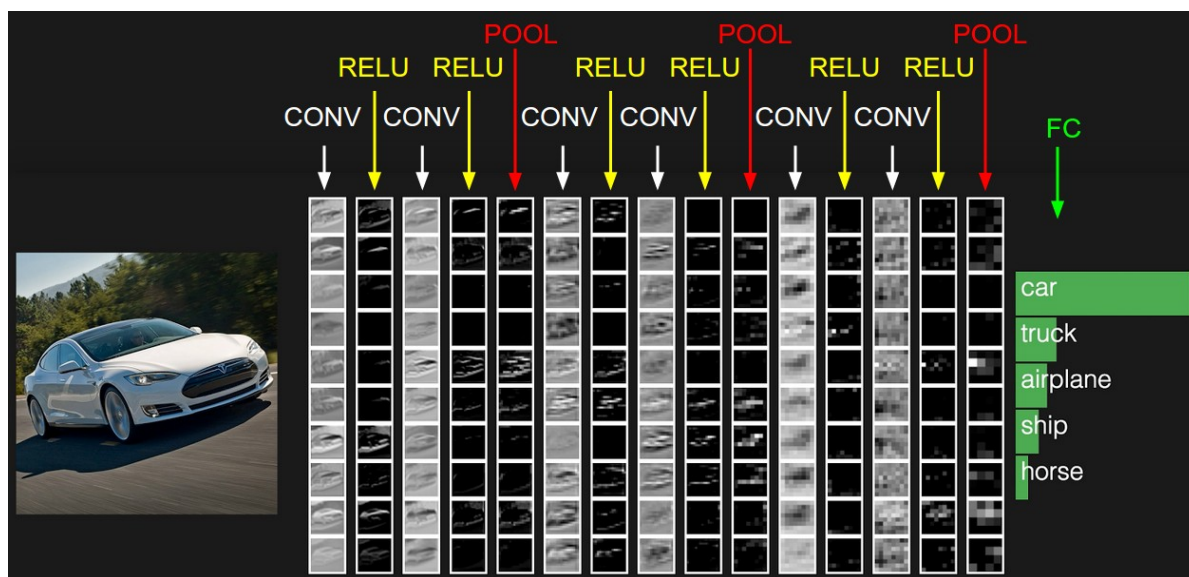 POOL POOL POOL
RELU RELU RELU RELU RELU RELU
CONV CONV CONV CONV CONV CONV
FC
car
truck
airplane
ship
horse